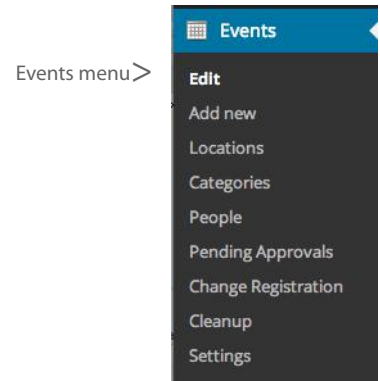 Events
Events menu >
Edit
Add new
Locations
Categories
People
Pending Approvals
Change Registration
Cleanup
Settings